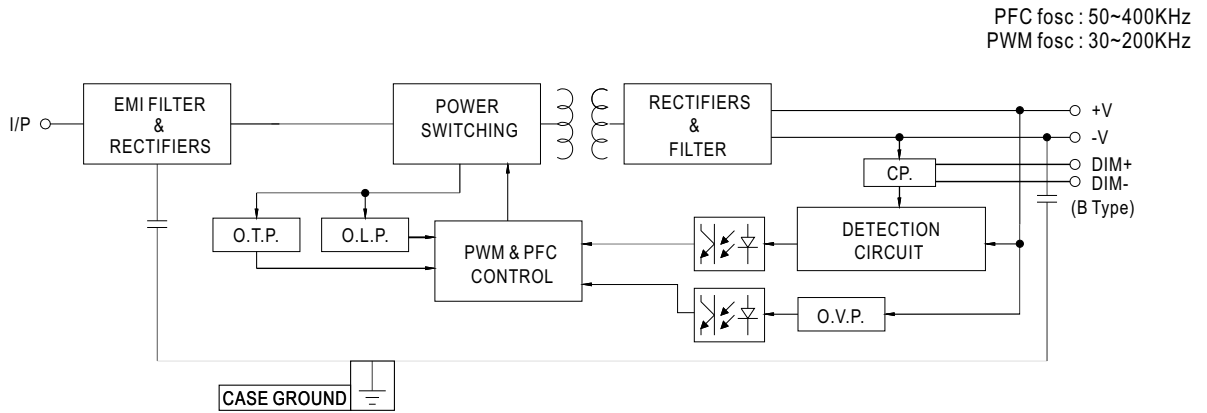 PFC fosc : 50~400KHz
PWM fosc : 30~200KHz
I/P
EMI FILTER
&
RECTIFIERS
POWER
SWITCHING
RECTIFIERS
&
FILTER
+V
-V
CP.
DIM+
DIM-
(B Type)
O.T.P.
O.L.P.
PWM & PFC
CONTROL
DETECTION
CIRCUIT
O.V.P.
CASE GROUND